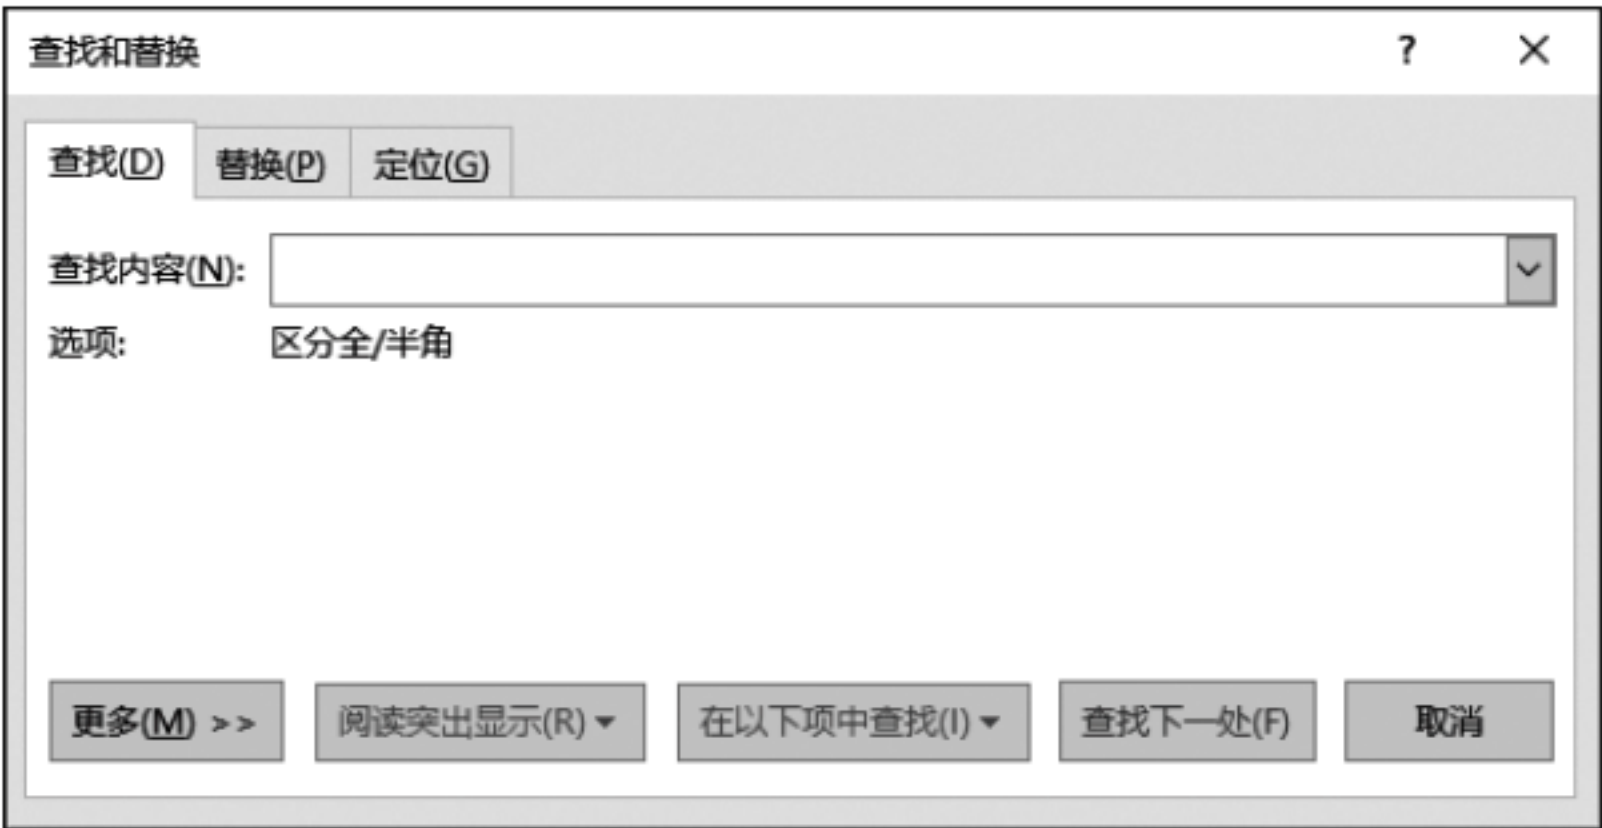 查找和替换 ? ×
查找(D) 替换(P) 定位(G)
查找内容(N):
选项: 区分全/半角
更多(M) >> 阅读突出显示(R) 在以下项中查找(I) 查找下一处(F) 取消